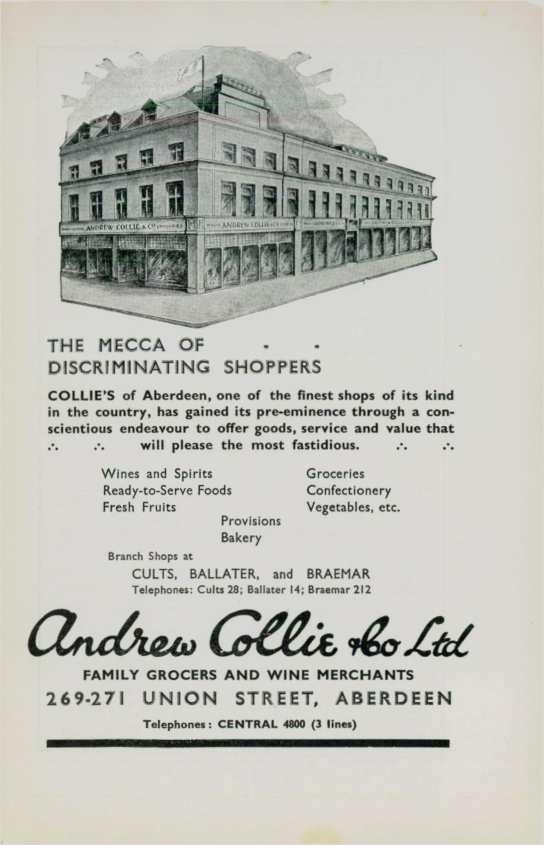 ANDREW COLLIE & Co
ANDREW COLLIE & Co
THE MECCA OF
DISCRIMINATING SHOPPERS
COLLIE'S of Aberdeen, one of the finest shops of its kind
in the country, has gained its pre-eminence through a con-
scientious endeavour to offer goods, service and value that
∴ ∴ will please the most fastidious. ∴ ∴
Wines and Spirits
Ready-to-Serve Foods
Fresh Fruits
Groceries
Confectionery
Vegetables, etc.
Provisions
Bakery
Branch Shops at
CULTS, BALLATER, and BRAEMAR
Telephones: Cults 28; Ballater 14; Braemar 212
Andrew Collie & Co Ltd
FAMILY GROCERS AND WINE MERCHANTS
269-271 UNION STREET, ABERDEEN
Telephones: CENTRAL 4800 (3 lines)